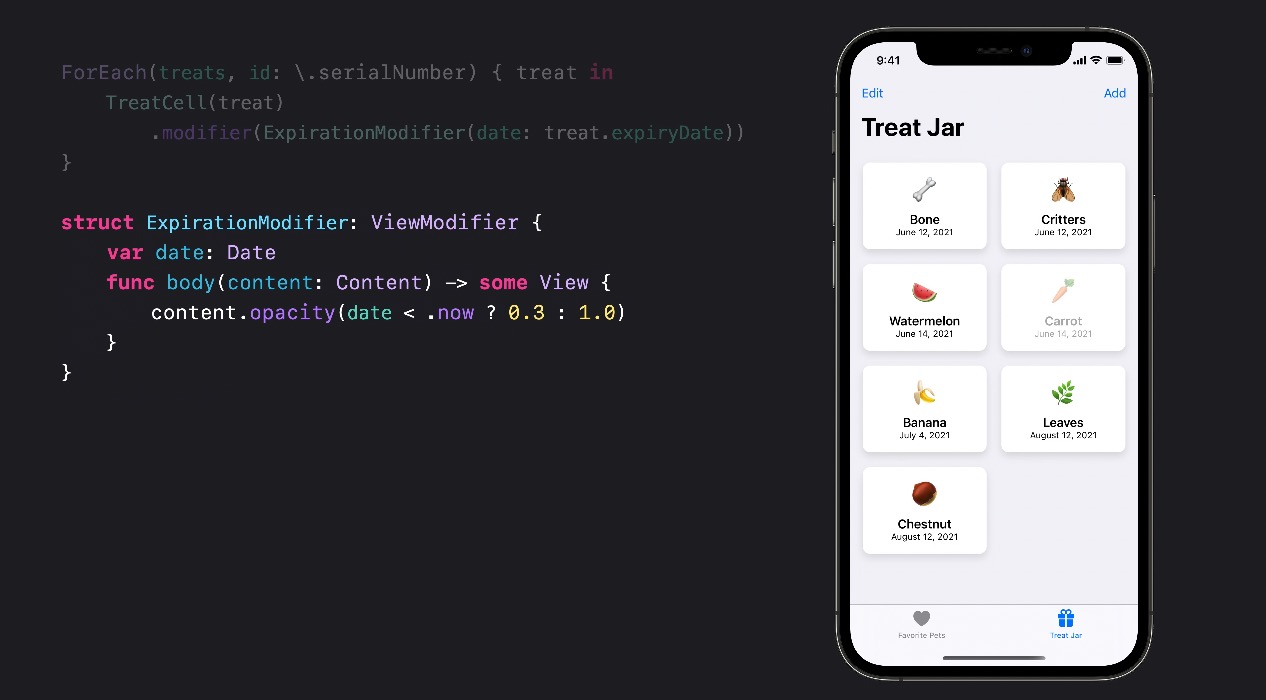 ForEach(treats, id: \.serialNumber) { treat in
TreatCell(treat)
.modifier(ExpirationModifier(date: treat.expiryDate))
}
struct ExpirationModifier: ViewModifier {
var date: Date
func body(content: Content) -> some View {
content.opacity(date < .now ? 0.3 : 1.0)
}
}
9:41
Edit
Add
Treat Jar
Bone
June 12, 2021
Critters
June 12, 2021
Watermelon
June 14, 2021
Carrot
June 14, 2021
Banana
July 4, 2021
Leaves
August 12, 2021
Chestnut
August 12, 2021
Favorite Pets
Treat Jar